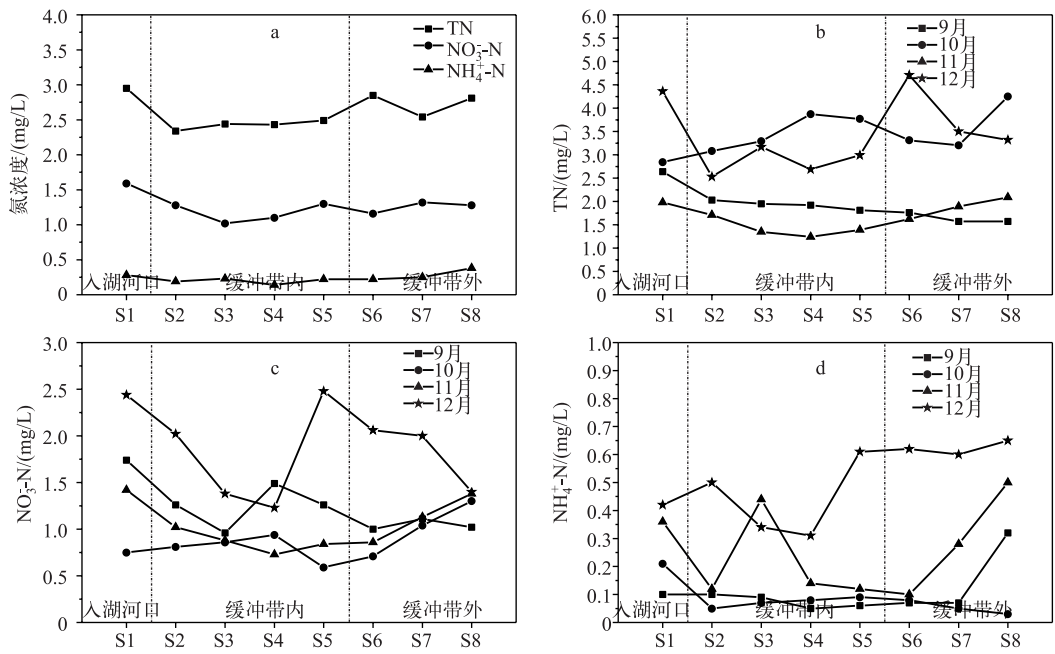 a
TN
NO₃⁻-N
NH₄⁺-N
氮浓度/(mg/L)
4.0
3.5
3.0
2.5
2.0
1.5
1.0
0.5
0
入湖河口 缓冲带内 缓冲带外
S1 S2 S3 S4 S5 S6 S7 S8
b
9月
10月
11月
12月
TN/(mg/L)
6.0
5.5
5.0
4.5
4.0
3.5
3.0
2.5
2.0
1.5
1.0
0.5
0
入湖河口 缓冲带内 缓冲带外
S1 S2 S3 S4 S5 S6 S7 S8
c
9月
10月
11月
12月
NO₃⁻-N/(mg/L)
3.0
2.5
2.0
1.5
1.0
0.5
0
入湖河口 缓冲带内 缓冲带外
S1 S2 S3 S4 S5 S6 S7 S8
d
9月
10月
11月
12月
NH₄⁺-N/(mg/L)
1.0
0.9
0.8
0.7
0.6
0.5
0.4
0.3
0.2
0.1
0
入湖河口 缓冲带内 缓冲带外
S1 S2 S3 S4 S5 S6 S7 S8